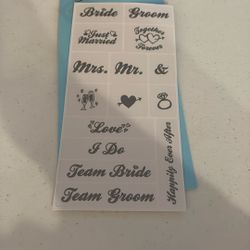 Bride Groom
Just
Married
Together
Forever
Mrs. Mr. &
Love
I Do
Team Bride
Team Groom
Happily Ever After